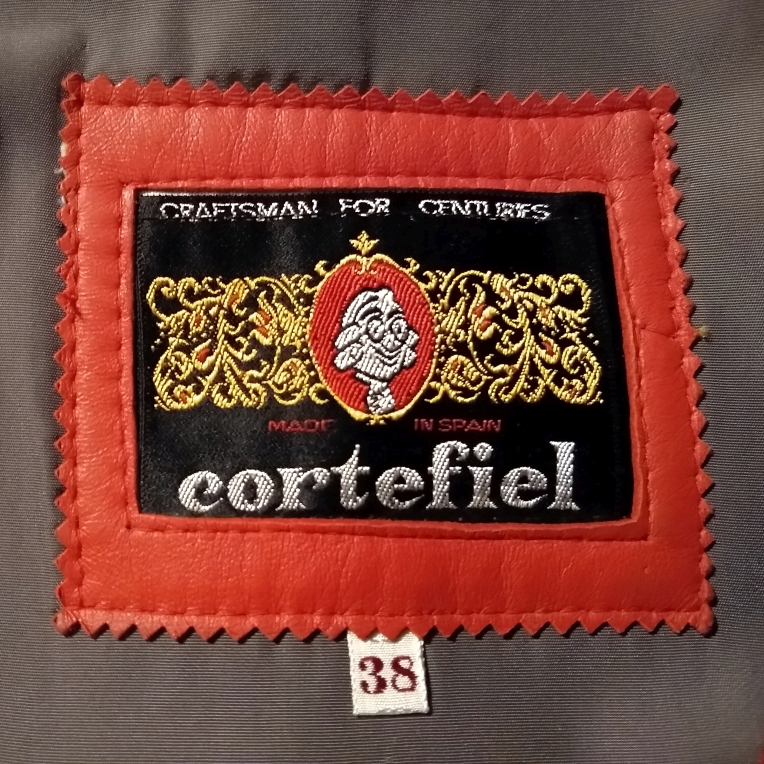 CRAFTSMAN FOR CENTURIES
MADE IN SPAIN
cortefiel
38